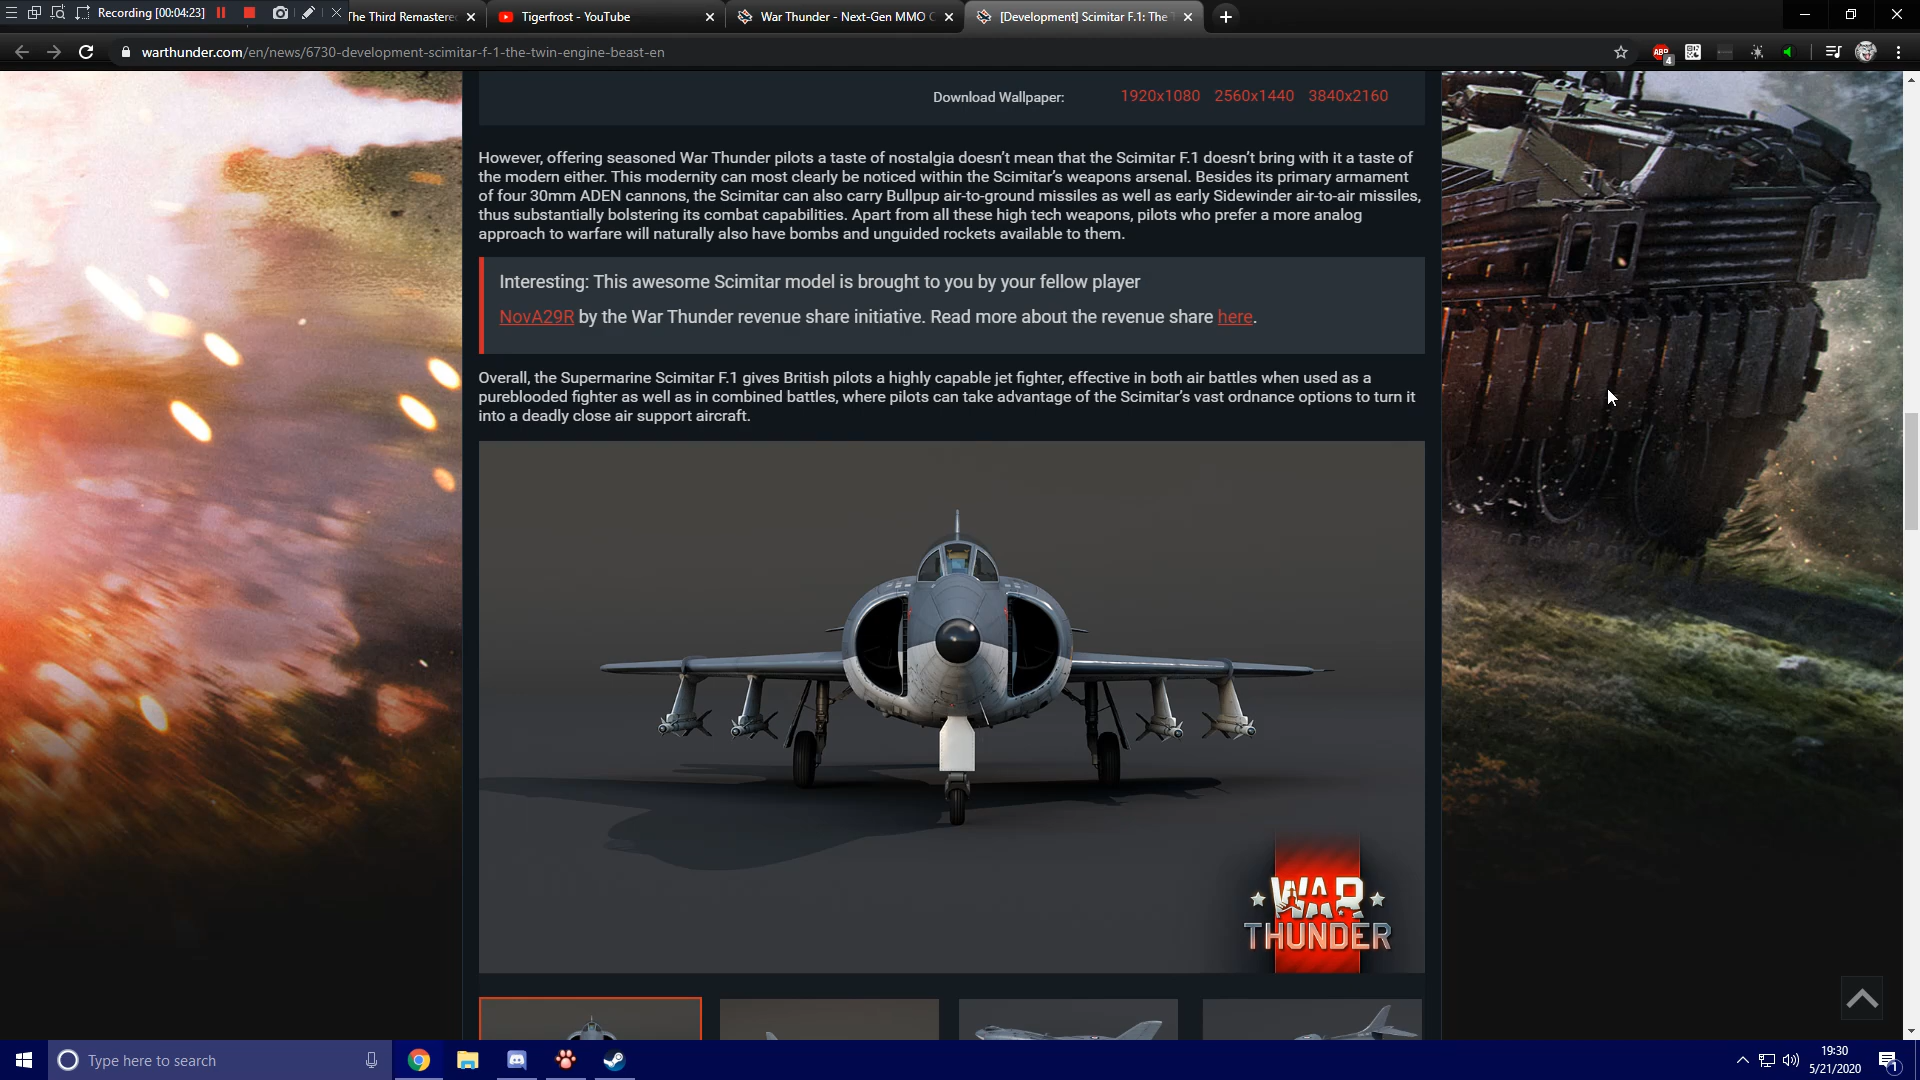 Recording [00:04:23]
The Third Remastered
Tigerfrost - YouTube
War Thunder - Next-Gen MMO C
[Development] Scimitar F.1: The T
warthunder.com/en/news/6730-development-scimitar-f-1-the-twin-engine-beast-en
ABP
4
Download Wallpaper: 1920x1080 2560x1440 3840x2160
However, offering seasoned War Thunder pilots a taste of nostalgia doesn’t mean that the Scimitar F.1 doesn’t bring with it a taste of
the modern either. This modernity can most clearly be noticed within the Scimitar’s weapons arsenal. Besides its primary armament
of four 30mm ADEN cannons, the Scimitar can also carry Bullpup air-to-ground missiles as well as early Sidewinder air-to-air missiles,
thus substantially bolstering its combat capabilities. Apart from all these high tech weapons, pilots who prefer a more analog
approach to warfare will naturally also have bombs and unguided rockets available to them.
Interesting: This awesome Scimitar model is brought to you by your fellow player
NovA29R by the War Thunder revenue share initiative. Read more about the revenue share here.
Overall, the Supermarine Scimitar F.1 gives British pilots a highly capable jet fighter, effective in both air battles when used as a
pureblooded fighter as well as in combined battles, where pilots can take advantage of the Scimitar’s vast ordnance options to turn it
into a deadly close air support aircraft.
WAR
THUNDER
Type here to search
19:30
5/21/2020
1